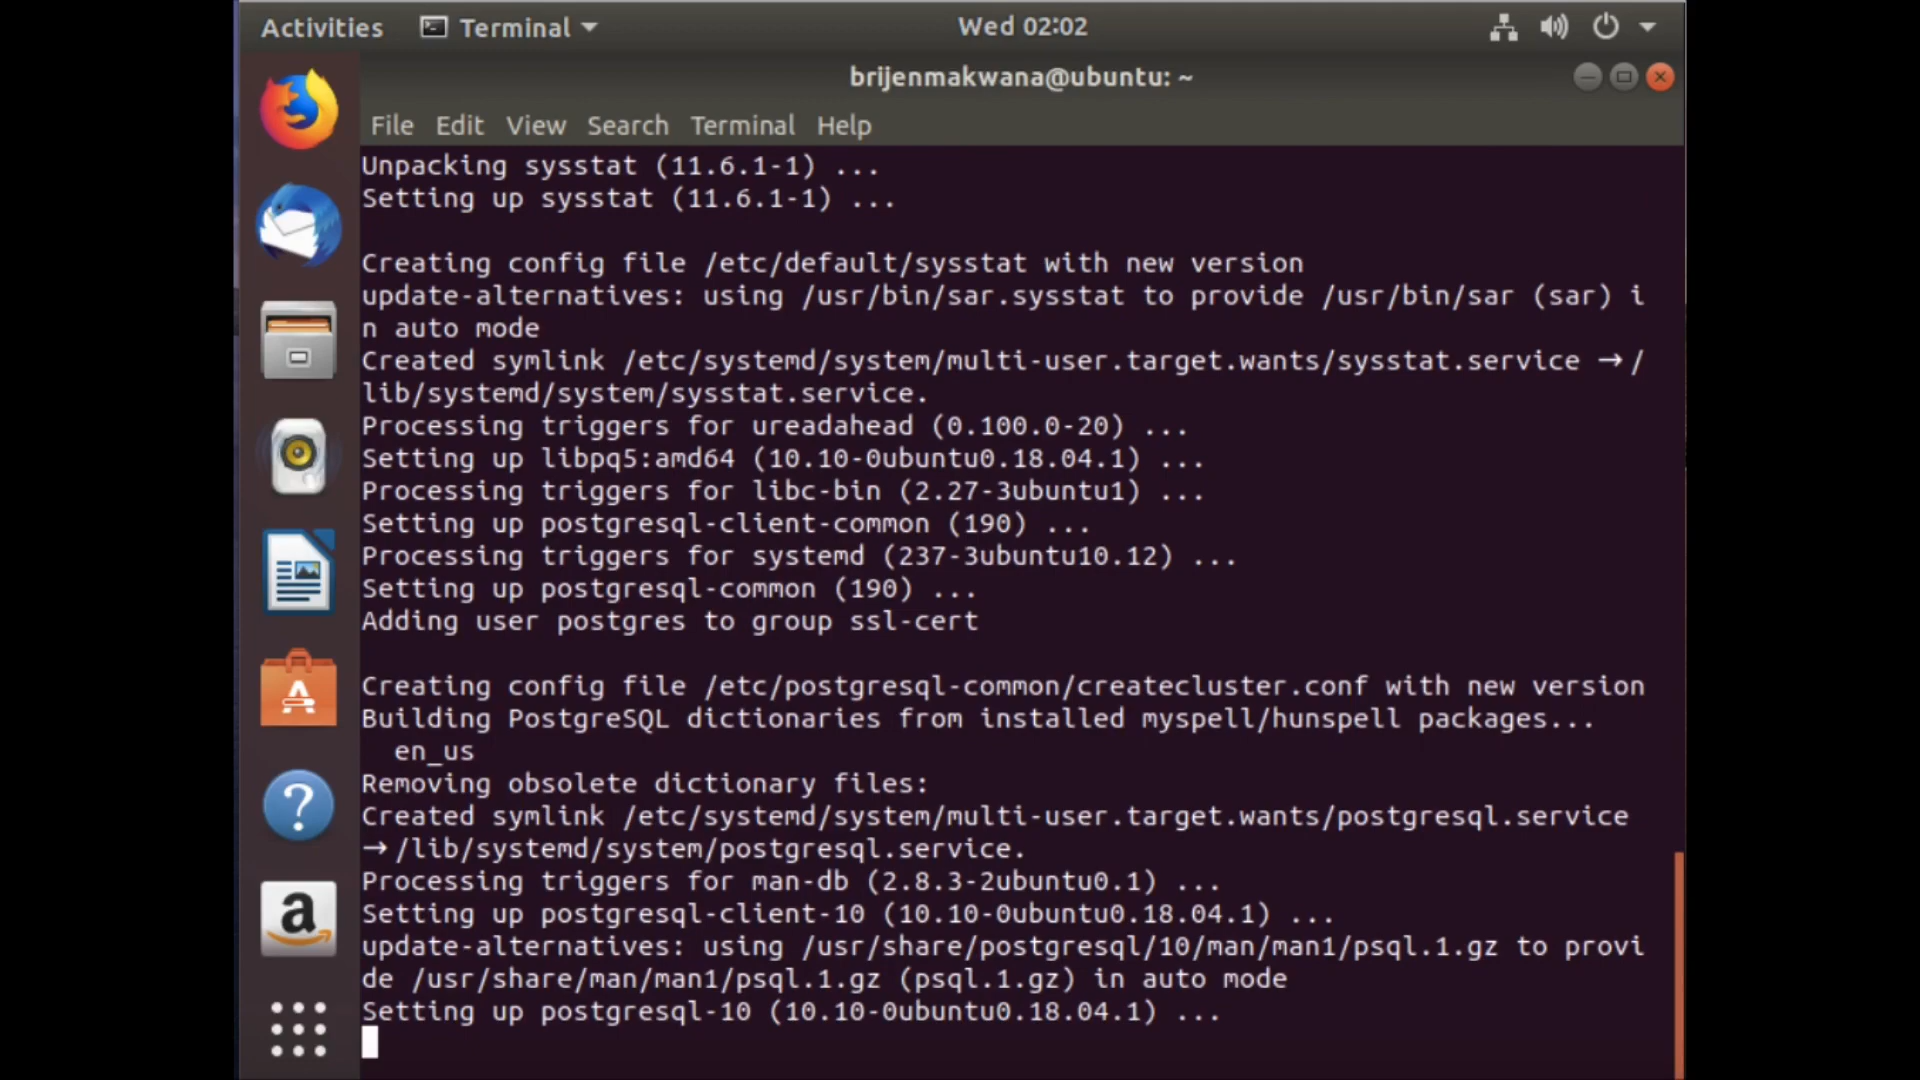 Activities Terminal Wed 02:02
brijenmakwana@ubuntu: ~
File Edit View Search Terminal Help
Unpacking sysstat (11.6.1-1) ...
Setting up sysstat (11.6.1-1) ...
Creating config file /etc/default/sysstat with new version
update-alternatives: using /usr/bin/sar.sysstat to provide /usr/bin/sar (sar) i
n auto mode
Created symlink /etc/systemd/system/multi-user.target.wants/sysstat.service → /
lib/systemd/system/sysstat.service.
Processing triggers for ureadahead (0.100.0-20) ...
Setting up libpq5:amd64 (10.10-0ubuntu0.18.04.1) ...
Processing triggers for libc-bin (2.27-3ubuntu1) ...
Setting up postgresql-client-common (190) ...
Processing triggers for systemd (237-3ubuntu10.12) ...
Setting up postgresql-common (190) ...
Adding user postgres to group ssl-cert
Creating config file /etc/postgresql-common/createcluster.conf with new version
Building PostgreSQL dictionaries from installed myspell/hunspell packages...
en_us
Removing obsolete dictionary files:
Created symlink /etc/systemd/system/multi-user.target.wants/postgresql.service
→ /lib/systemd/system/postgresql.service.
Processing triggers for man-db (2.8.3-2ubuntu0.1) ...
Setting up postgresql-client-10 (10.10-0ubuntu0.18.04.1) ...
update-alternatives: using /usr/share/postgresql/10/man/man1/psql.1.gz to provi
de /usr/share/man/man1/psql.1.gz (psql.1.gz) in auto mode
Setting up postgresql-10 (10.10-0ubuntu0.18.04.1) ...